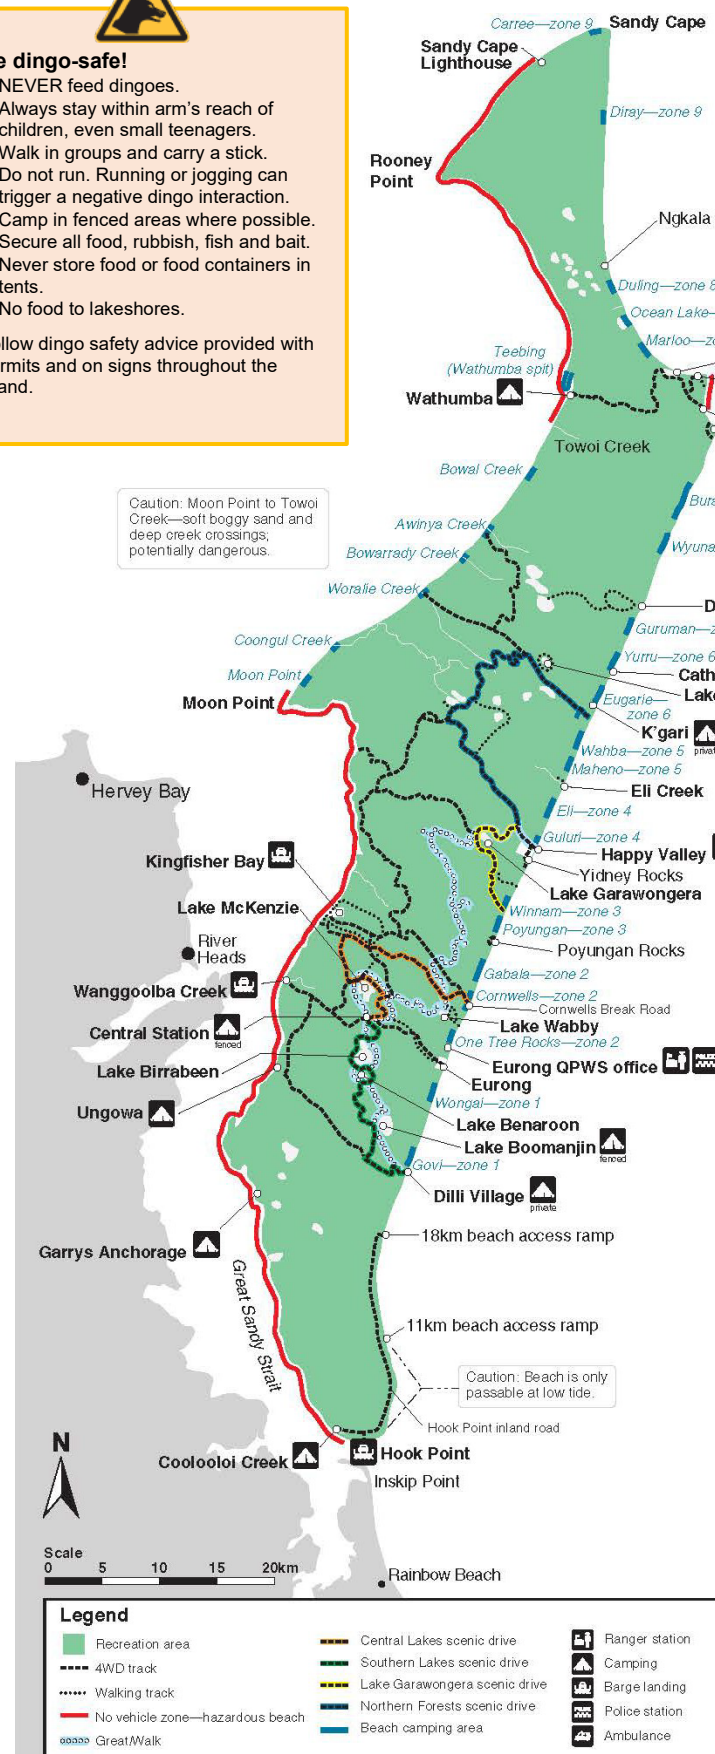 e dingo-safe!
NEVER feed dingoes.
Always stay within arm's reach of
children, even small teenagers.
Walk in groups and carry a stick.
Do not run. Running or jogging can
trigger a negative dingo interaction.
Camp in fenced areas where possible.
Secure all food, rubbish, fish and bait.
Never store food or food containers in
tents.
No food to lakeshores.
llow dingo safety advice provided with
rmits and on signs throughout the
and.
Carree—zone 9
Sandy Cape
Sandy Cape
Lighthouse
Diray—zone 9
Rooney
Point
Ngkala
Duling—zone 8
Ocean Lake—
Marloo—zo
Teebing
(Wathumba spit)
Wathumba
Towoi Creek
Bowal Creek
Caution: Moon Point to Towoi
Creek—soft boggy sand and
deep creek crossings;
potentially dangerous.
Bura
Awinya Creek
Wyuna
Bowarrady Creek
Woralie Creek
D
Guruman—z
Coongul Creek
Yurru—zone 6
Cath
Moon Point
Lake
Moon Point
Eugarie—
zone 6
K'gari
private
Wahba—zone 5
Maheno—zone 5
Hervey Bay
Eli Creek
Eli—zone 4
Guluri—zone 4
Happy Valley
Kingfisher Bay
Yidney Rocks
Lake Garawongera
Lake McKenzie
Winnam—zone 3
Poyungan—zone 3
River
Heads
Poyungan Rocks
Gabala—zone 2
Wanggoolba Creek
Cornwells—zone 2
Cornwells Break Road
Central Station
fenced
Lake Wabby
One Tree Rocks—zone 2
Eurong QPWS office
POLICE
Lake Birrabeen
Eurong
Ungowa
Wongai—zone 1
Lake Benaroon
Lake Boomanjin
fenced
Govi—zone 1
Dilli Village
private
18km beach access ramp
Garrys Anchorage
Great Sandy Strait
11km beach access ramp
Caution: Beach is only
passable at low tide.
Hook Point inland road
N
Coolooloi Creek
Hook Point
Inskip Point
Scale
0 5 10 15 20km
Rainbow Beach
Legend
Recreation area
4WD track
Walking track
No vehicle zone—hazardous beach
Great Walk
Central Lakes scenic drive
Southern Lakes scenic drive
Lake Garawongera scenic drive
Northern Forests scenic drive
Beach camping area
Ranger station
Camping
Barge landing
POLICE
Police station
Ambulance